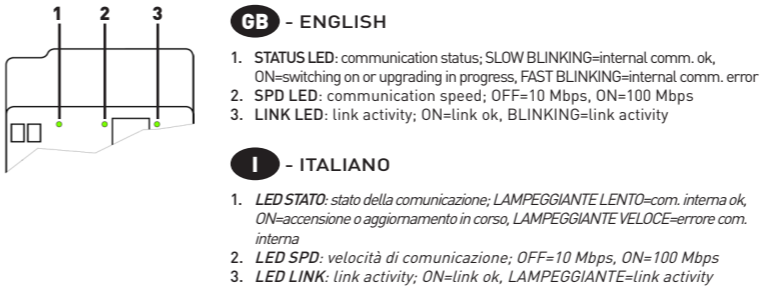 1 2 3
GB - ENGLISH
1. STATUS LED: communication status; SLOW BLINKING=internal comm. ok,
ON=switching on or upgrading in progress, FAST BLINKING=internal comm. error
2. SPD LED: communication speed; OFF=10 Mbps, ON=100 Mbps
3. LINK LED: link activity; ON=link ok, BLINKING=link activity
I - ITALIANO
1. LED STATO: stato della comunicazione; LAMPEGGIANTE LENTO=com. interna ok,
ON=accensione o aggiornamento in corso, LAMPEGGIANTE VELOCE=errore com.
interna
2. LED SPD: velocità di comunicazione; OFF=10 Mbps, ON=100 Mbps
3. LED LINK: link activity; ON=link ok, LAMPEGGIANTE=link activity